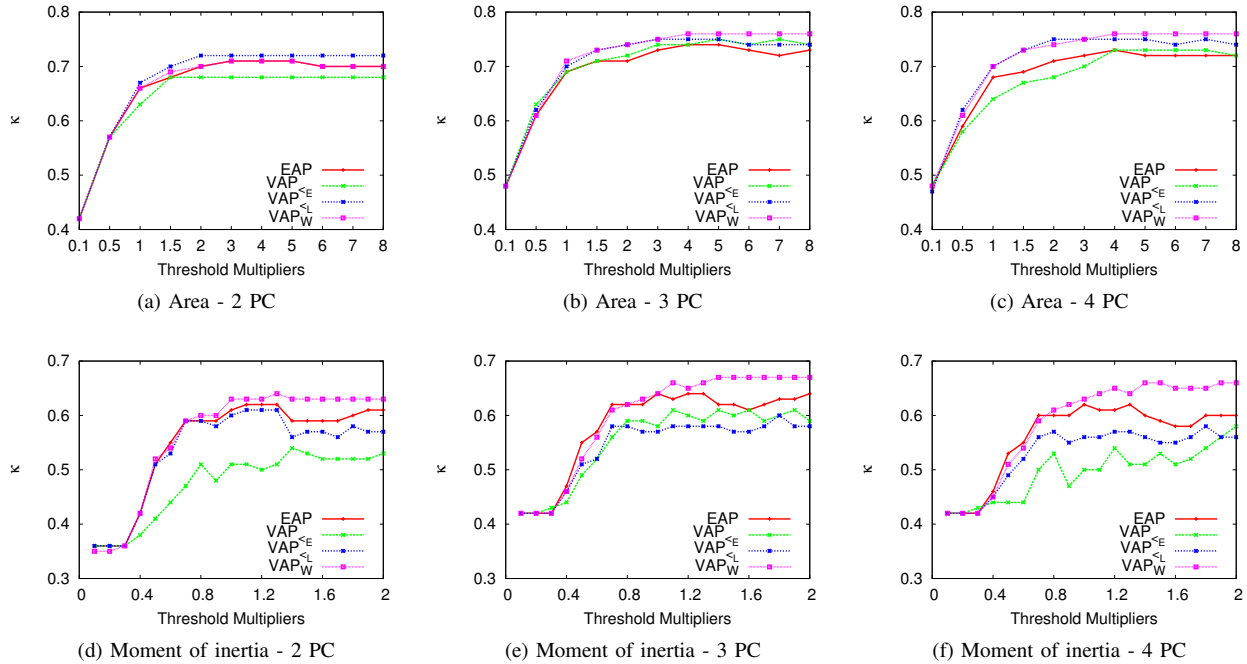 0.8
0.7
0.6
0.5
0.4
κ
0.1 0.5 1 1.5 2 3 4 5 6 7 8
Threshold Multipliers
EAP
VAP<E
VAP<L
VAPW
(a) Area - 2 PC
0.8
0.7
0.6
0.5
0.4
κ
0.1 0.5 1 1.5 2 3 4 5 6 7 8
Threshold Multipliers
EAP
VAP<E
VAP<L
VAPW
(b) Area - 3 PC
0.8
0.7
0.6
0.5
0.4
κ
0.1 0.5 1 1.5 2 3 4 5 6 7 8
Threshold Multipliers
EAP
VAP<E
VAP<L
VAPW
(c) Area - 4 PC
0.7
0.6
0.5
0.4
0.3
κ
0 0.4 0.8 1.2 1.6 2
Threshold Multipliers
EAP
VAP<E
VAP<L
VAPW
(d) Moment of inertia - 2 PC
0.7
0.6
0.5
0.4
0.3
κ
0 0.4 0.8 1.2 1.6 2
Threshold Multipliers
EAP
VAP<E
VAP<L
VAPW
(e) Moment of inertia - 3 PC
0.7
0.6
0.5
0.4
0.3
κ
0 0.4 0.8 1.2 1.6 2
Threshold Multipliers
EAP
VAP<E
VAP<L
VAPW
(f) Moment of inertia - 4 PC